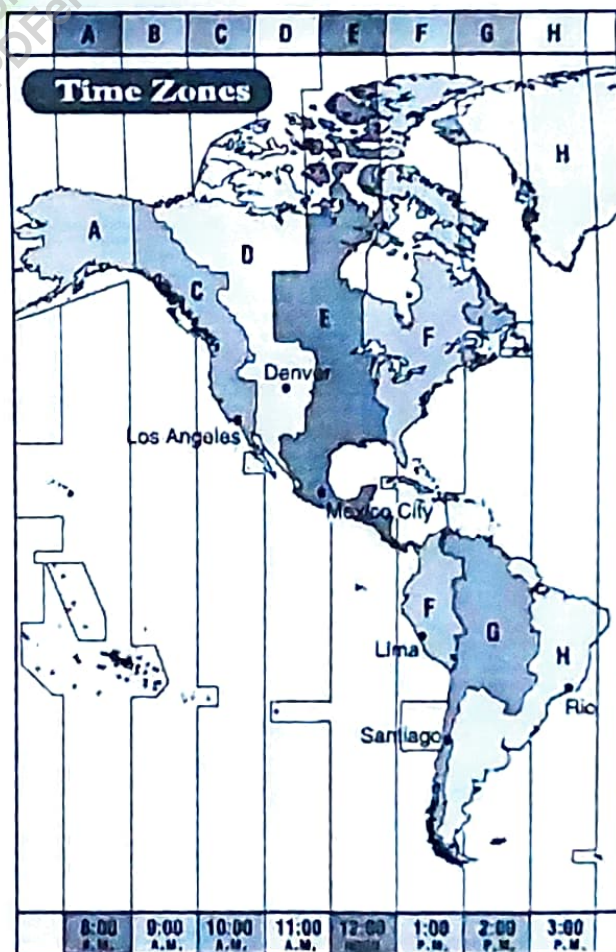 A B C D E F G H
Time Zones
H
A
D
C
E
F
Denver
Los Angeles
Mexico City
F
G
Lima
H
Rio
Santiago
8:00 9:00 10:00 11:00 12:00 1:00 2:00 3:00
A.M. A.M. A.M. A.M. P.M. P.M. P.M.